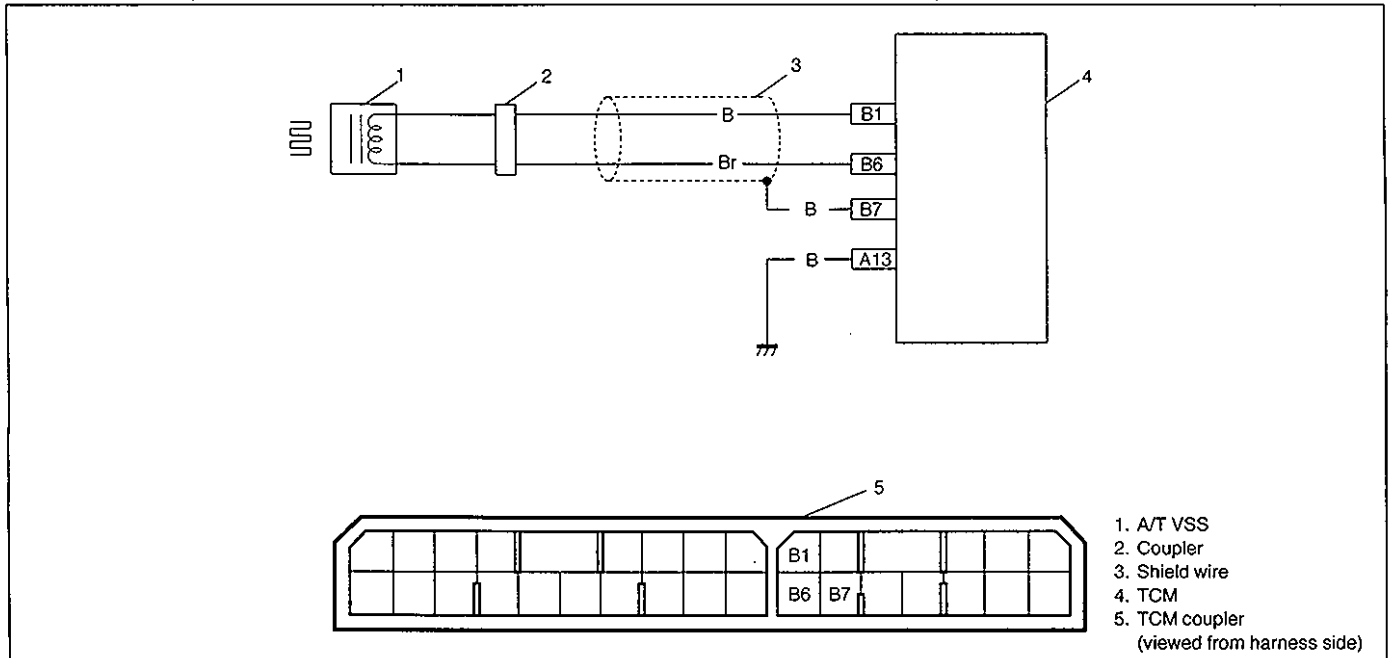 1
2
3
4
B
B1
Br
B6
B
B7
B
A13
5
B1
B6 B7
1. A/T VSS
2. Coupler
3. Shield wire
4. TCM
5. TCM coupler
(viewed from harness side)